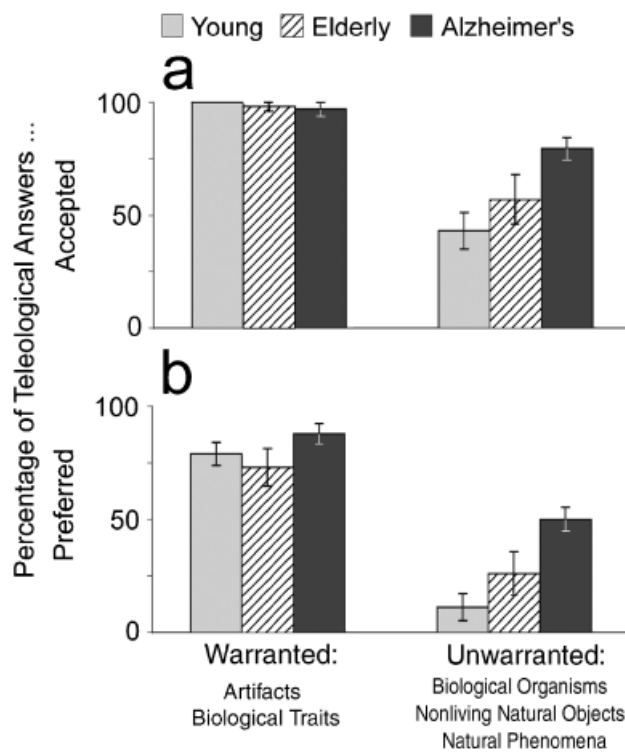 Young Elderly Alzheimer's
Percentage of Teleological Answers ...
a
Accepted
100
50
0
b
Preferred
100
50
0
Warranted:
Artifacts
Biological Traits
Unwarranted:
Biological Organisms
Nonliving Natural Objects
Natural Phenomena